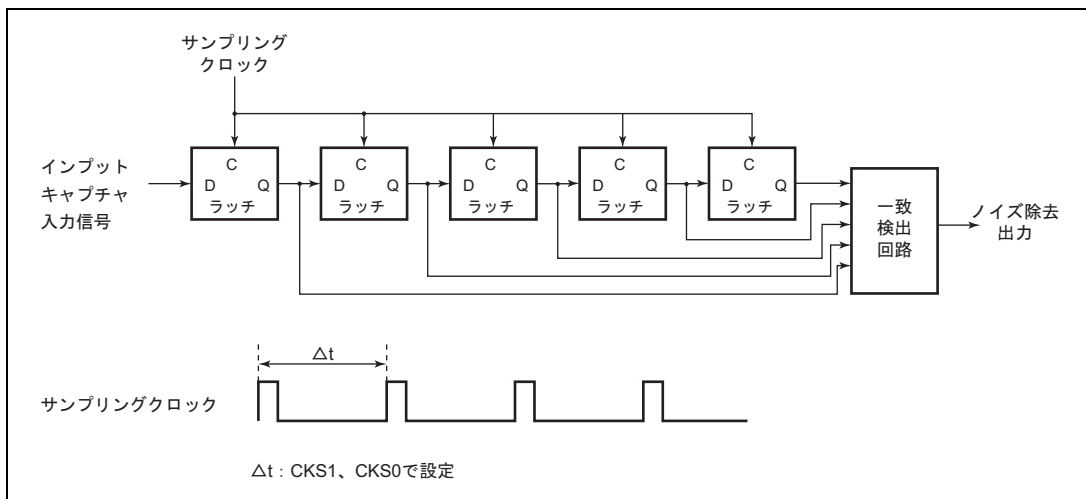 サンプリング
クロック
インプット
キャプチャ
入力信号
C
D Q
ラッチ
C
D Q
ラッチ
C
D Q
ラッチ
C
D Q
ラッチ
C
D Q
ラッチ
一致
検出
回路
ノイズ除去
出力
△t
サンプリングクロック
△t：CKS1、CKS0で設定